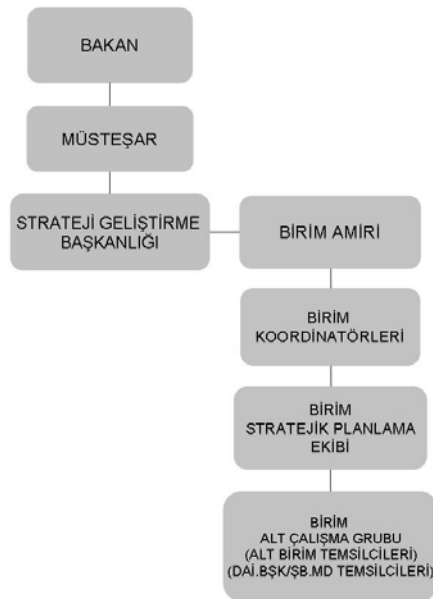 BAKAN
MÜSTEŞAR
STRATEJİ GELİŞTİRME
BAŞKANLIĞI
BİRİM AMİRİ
BİRİM
KOORDİNATÖRLERİ
BİRİM
STRATEJİK PLANLAMA
EKİBİ
BİRİM
ALT ÇALIŞMA GRUBU
(ALT BİRİM TEMSİLCİLERİ)
(DAİ.BŞK/ŞB.MD TEMSİLCİLERİ)